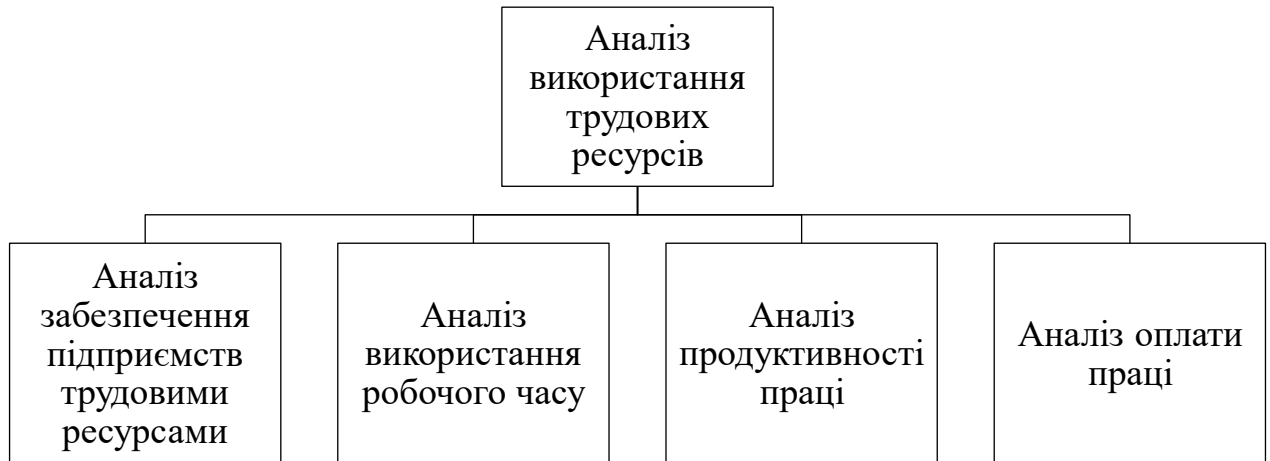 Аналіз
використання
трудових
ресурсів
Аналіз
забезпечення
підприємств
трудовими
ресурсами
Аналіз
використання
робочого часу
Аналіз
продуктивності
праці
Аналіз оплати
праці